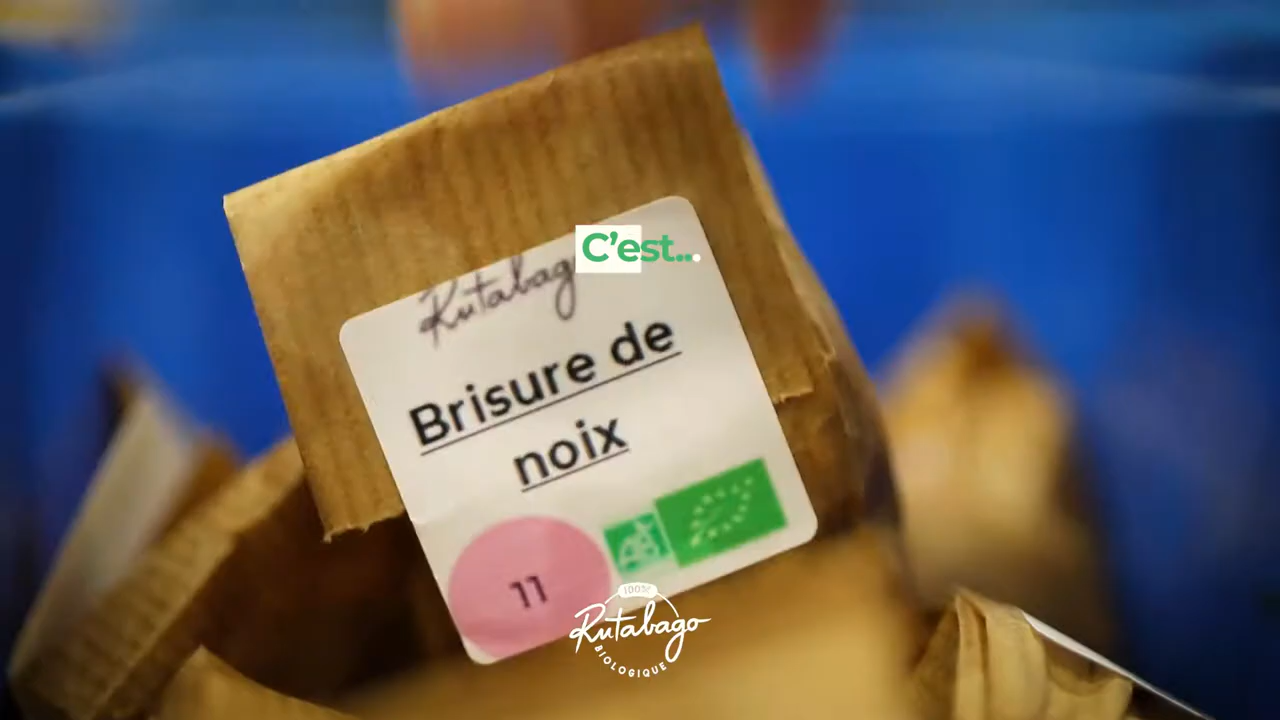 C'est...
Rutabago
Brisure de
noix
11
100%
Rutabago
BIOLOGIQUE